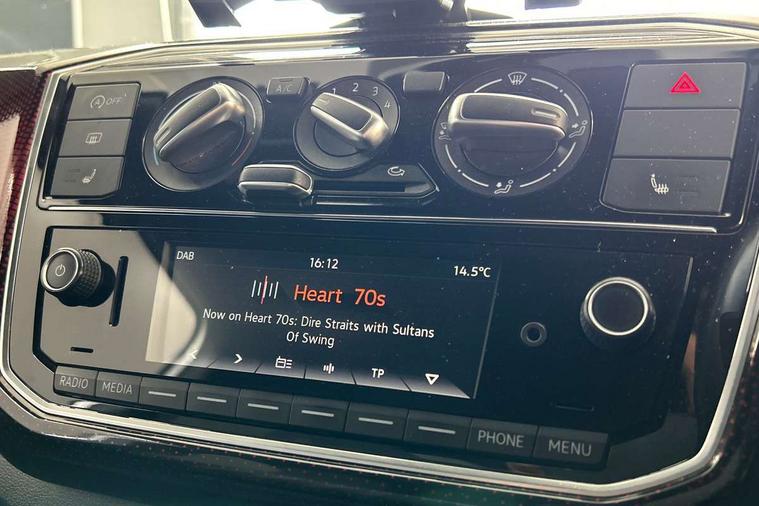 OFF
A/C
1 2 3 4
DAB
16:12
14.5°C
Heart 70s
Now on Heart 70s: Dire Straits with Sultans
Of Swing
TP
RADIO
MEDIA
PHONE
MENU